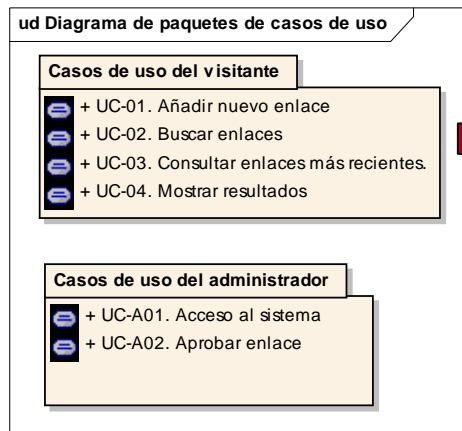 ud Diagrama de paquetes de casos de uso
Casos de uso del visitante
+ UC-01. Añadir nuevo enlace
+ UC-02. Buscar enlaces
+ UC-03. Consultar enlaces más recientes.
+ UC-04. Mostrar resultados
Casos de uso del administrador
+ UC-A01. Acceso al sistema
+ UC-A02. Aprobar enlace